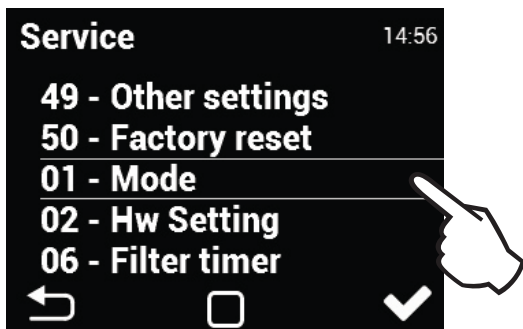 Service 14:56
49 - Other settings
50 - Factory reset
01 - Mode
02 - Hw Setting
06 - Filter timer